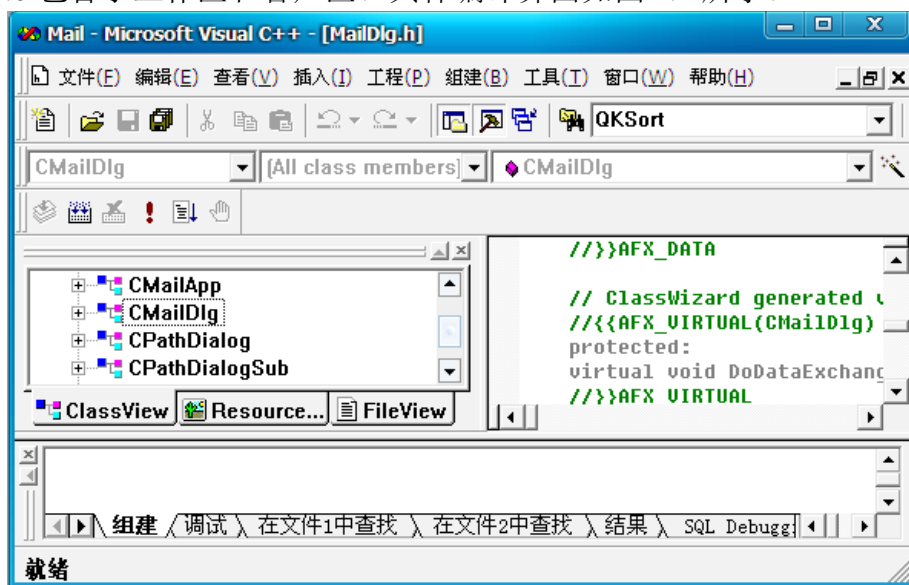 Mail - Microsoft Visual C++ - [MailDlg.h]
文件(F) 编辑(E) 查看(V) 插入(I) 工程(P) 组建(B) 工具(T) 窗口(W) 帮助(H)
QKSort
CMailDlg (All class members) CMailDlg
//}}AFX_DATA
CMailApp
// ClassWizard generated
CMailDlg
//{{AFX_VIRTUAL(CMailDlg)
CPathDialog
protected:
CPathDialogSub
virtual void DoDataExchang
//}}AFX_VIRTUAL
ClassView Resource... FileView
组建 调试 在文件1中查找 在文件2中查找 结果 SQL Debugg
就绪